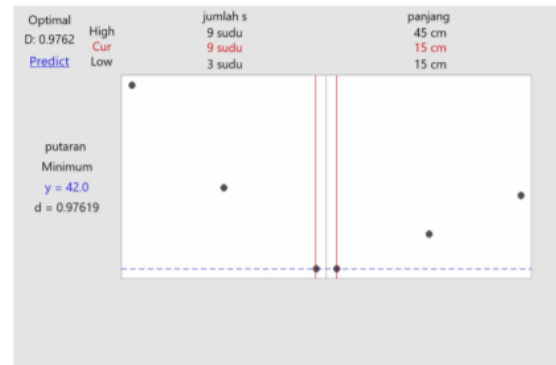 Optimal
D: 0.9762
Predict
High
Cur
Low
jumlah s
9 sudu
9 sudu
3 sudu
panjang
45 cm
15 cm
15 cm
putaran
Minimum
y = 42.0
d = 0.97619